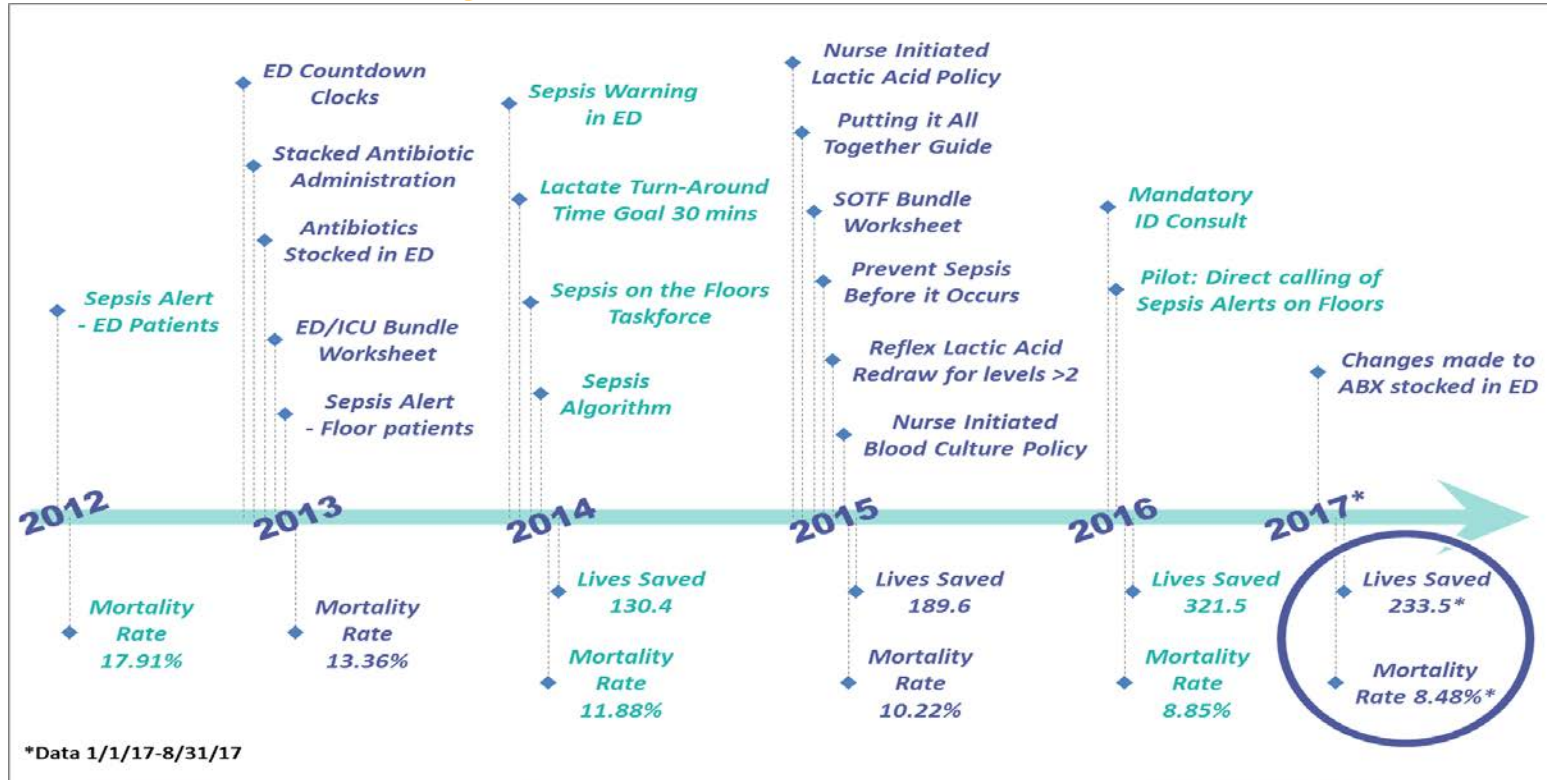 ED Countdown
Clocks
Stacked Antibiotic
Administration
Antibiotics
Stocked in ED
Sepsis Alert
- ED Patients
ED/ICU Bundle
Worksheet
Sepsis Alert
- Floor patients
Sepsis Warning
in ED
Lactate Turn-Around
Time Goal 30 mins
Sepsis on the Floors
Taskforce
Sepsis
Algorithm
Nurse Initiated
Lactic Acid Policy
Putting it All
Together Guide
SOTF Bundle
Worksheet
Prevent Sepsis
Before it Occurs
Reflex Lactic Acid
Redraw for levels >2
Nurse Initiated
Blood Culture Policy
Mandatory
ID Consult
Pilot: Direct calling of
Sepsis Alerts on Floors
Changes made to
ABX stocked in ED
2012
2013
2014
2015
2016
2017*
Mortality
Rate
17.91%
Mortality
Rate
13.36%
Lives Saved
130.4
Mortality
Rate
11.88%
Lives Saved
189.6
Mortality
Rate
10.22%
Lives Saved
321.5
Mortality
Rate
8.85%
Lives Saved
233.5*
Mortality
Rate 8.48%*
*Data 1/1/17-8/31/17